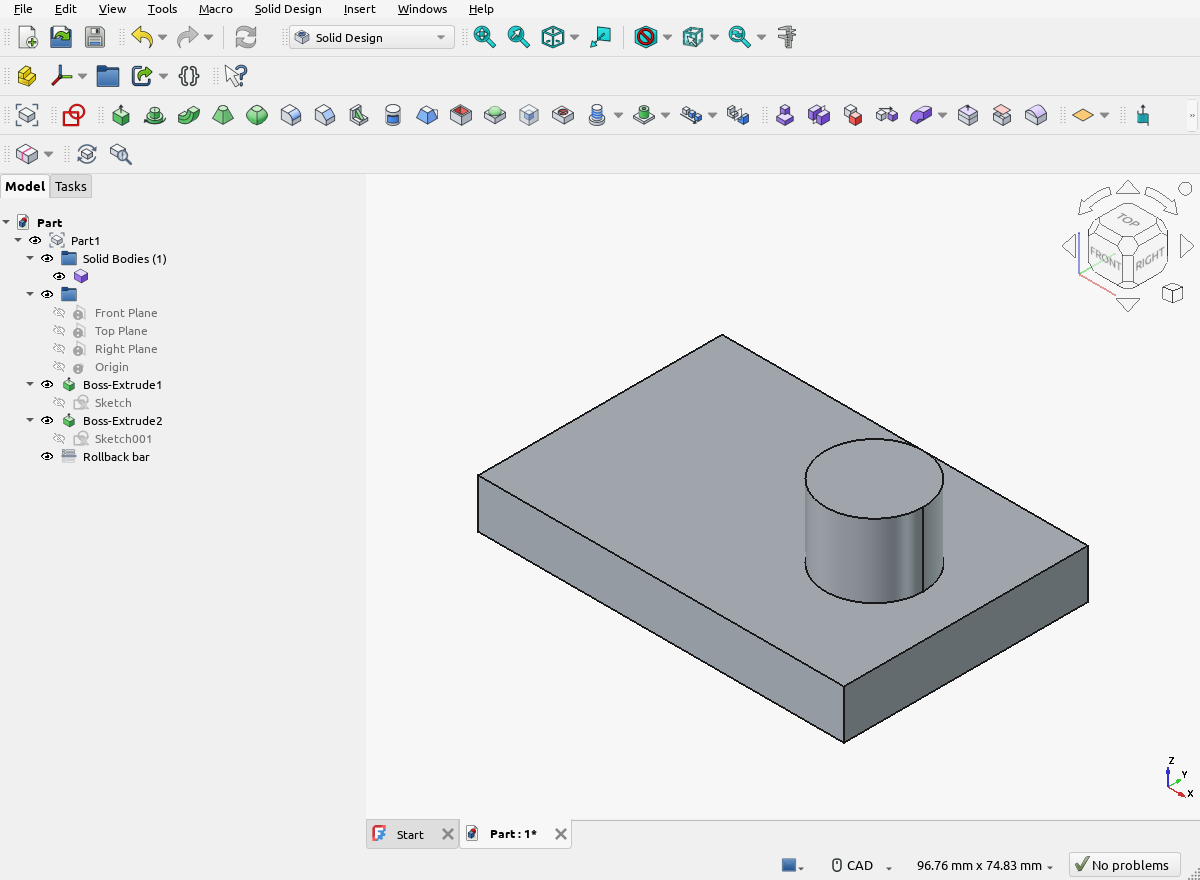 File Edit View Tools Macro Solid Design Insert Windows Help
Solid Design
Model Tasks
Part
Part1
Solid Bodies (1)
Front Plane
Top Plane
Right Plane
Origin
Boss-Extrude1
Sketch
Boss-Extrude2
Sketch001
Rollback bar
TOP
FRONT RIGHT
Z
Y
X
Start Part : 1*
CAD 96.76 mm x 74.83 mm No problems